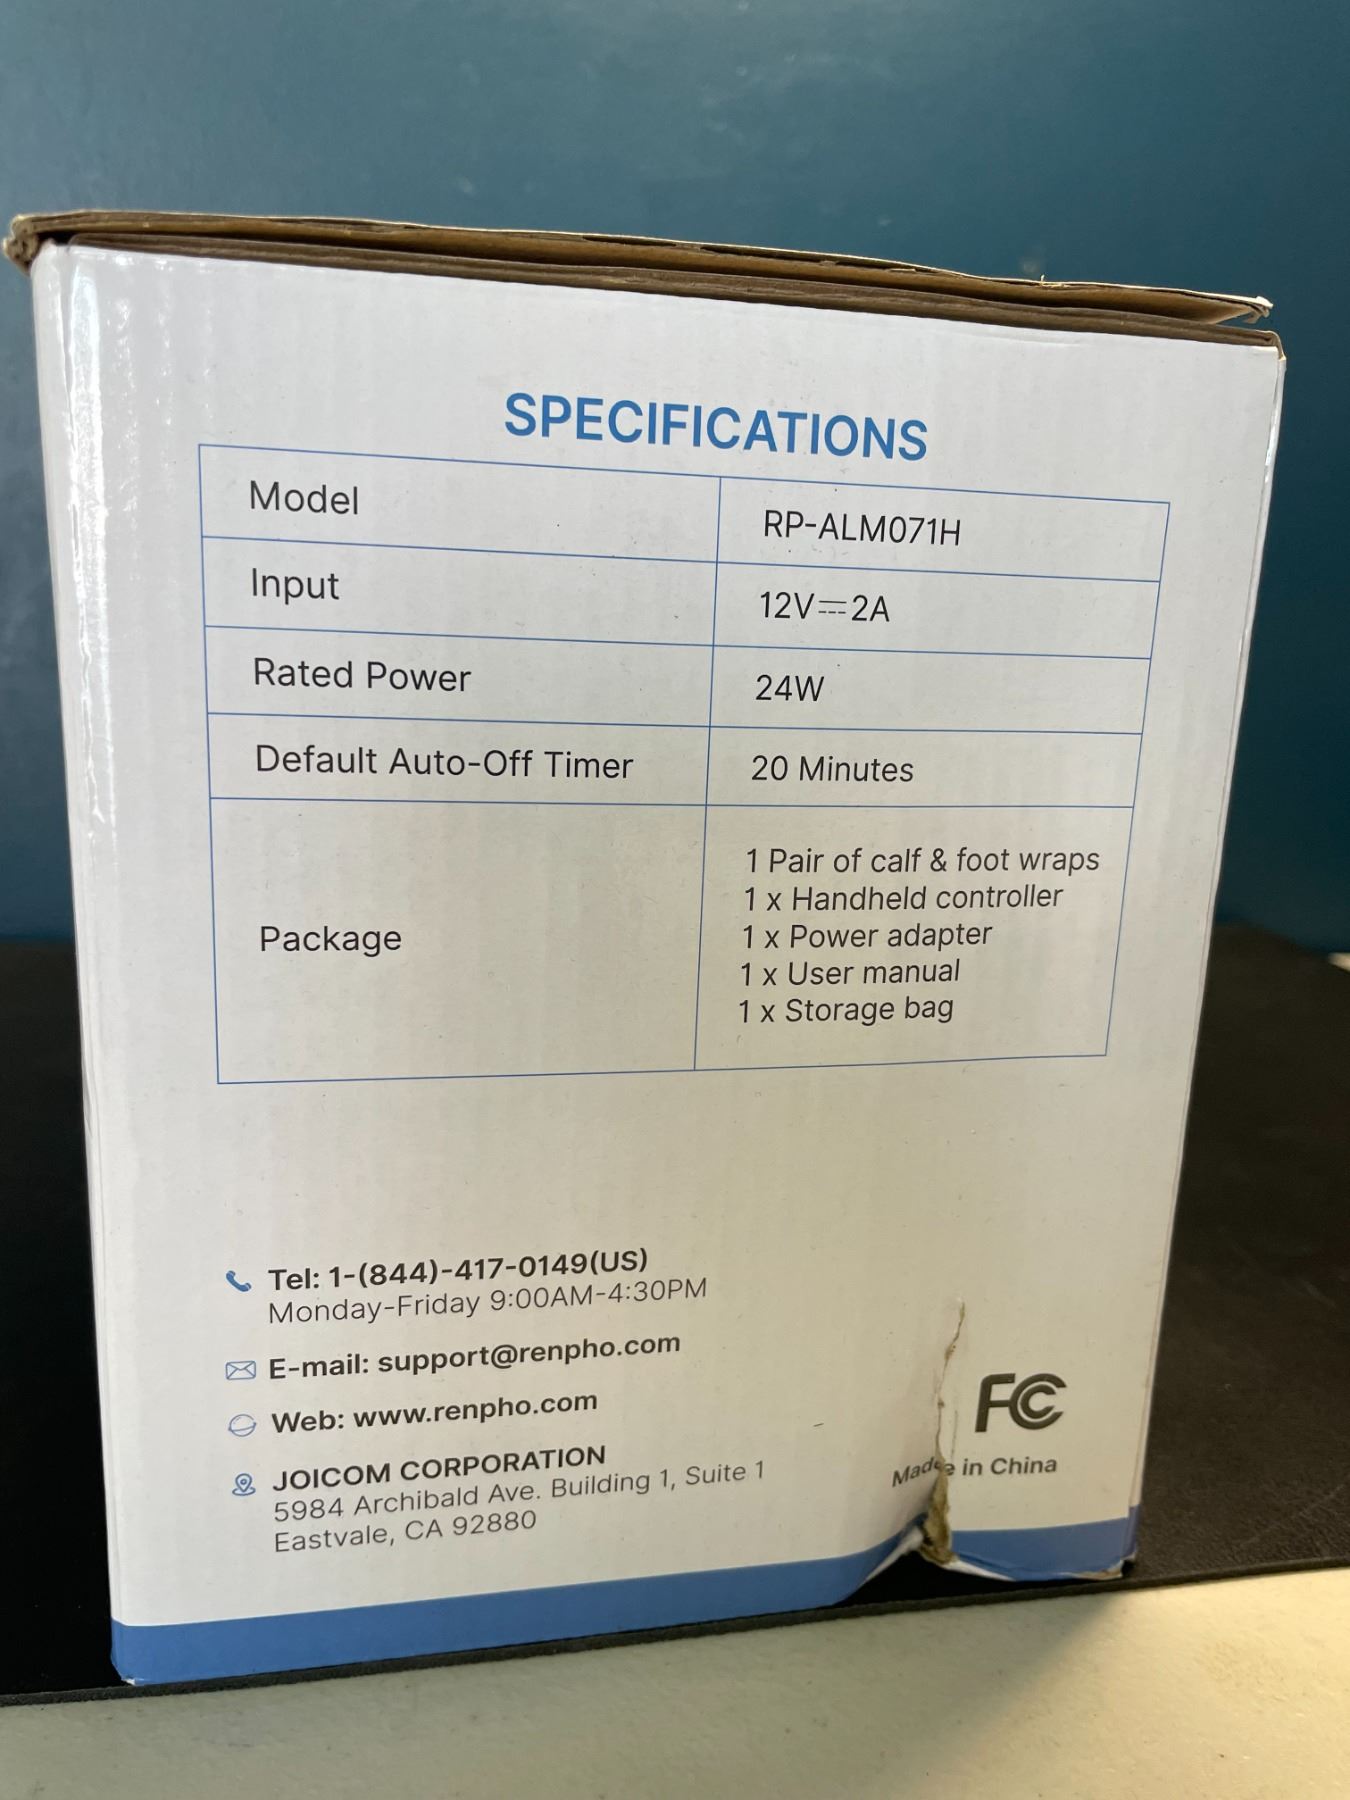 SPECIFICATIONS
Model
RP-ALM071H
Input
12V⎓2A
Rated Power
24W
Default Auto-Off Timer
20 Minutes
Package
1 Pair of calf & foot wraps
1 x Handheld controller
1 x Power adapter
1 x User manual
1 x Storage bag
Tel: 1-(844)-417-0149(US)
Monday-Friday 9:00AM-4:30PM
E-mail: support@renpho.com
Web: www.renpho.com
JOICOM CORPORATION
5984 Archibald Ave. Building 1, Suite 1
Eastvale, CA 92880
FC
Made in China